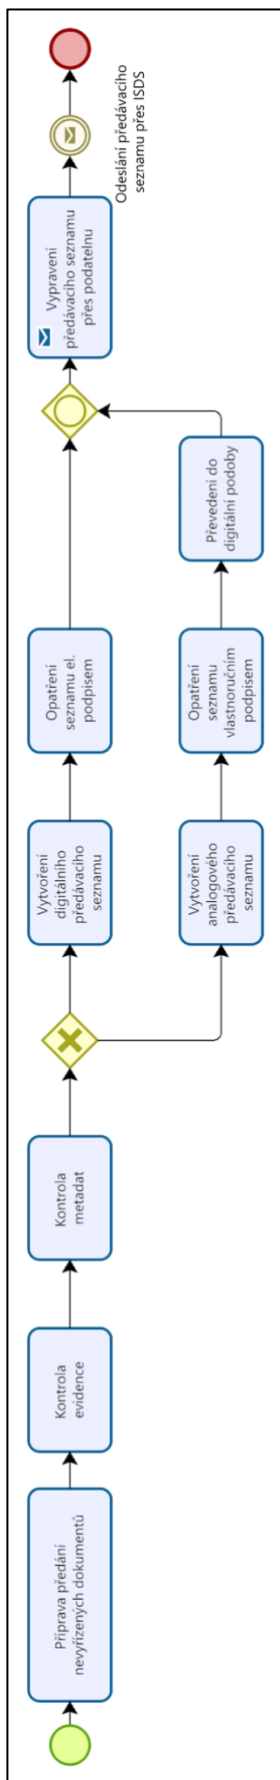 Příprava předání
nevyřízených dokumentů
Kontrola
evidence
Kontrola
metadat
Vytvoření
digitálního
předávacího
seznamu
Opatření
seznamu el.
podpisem
Vytvoření
analogového
předávacího
seznamu
Opatření
seznamu
vlastnoručním
podpisem
Převedení do
digitální podoby
Vypravení
předávacího seznamu
přes podatelnu
Odeslání předávacího
seznamu přes ISDS